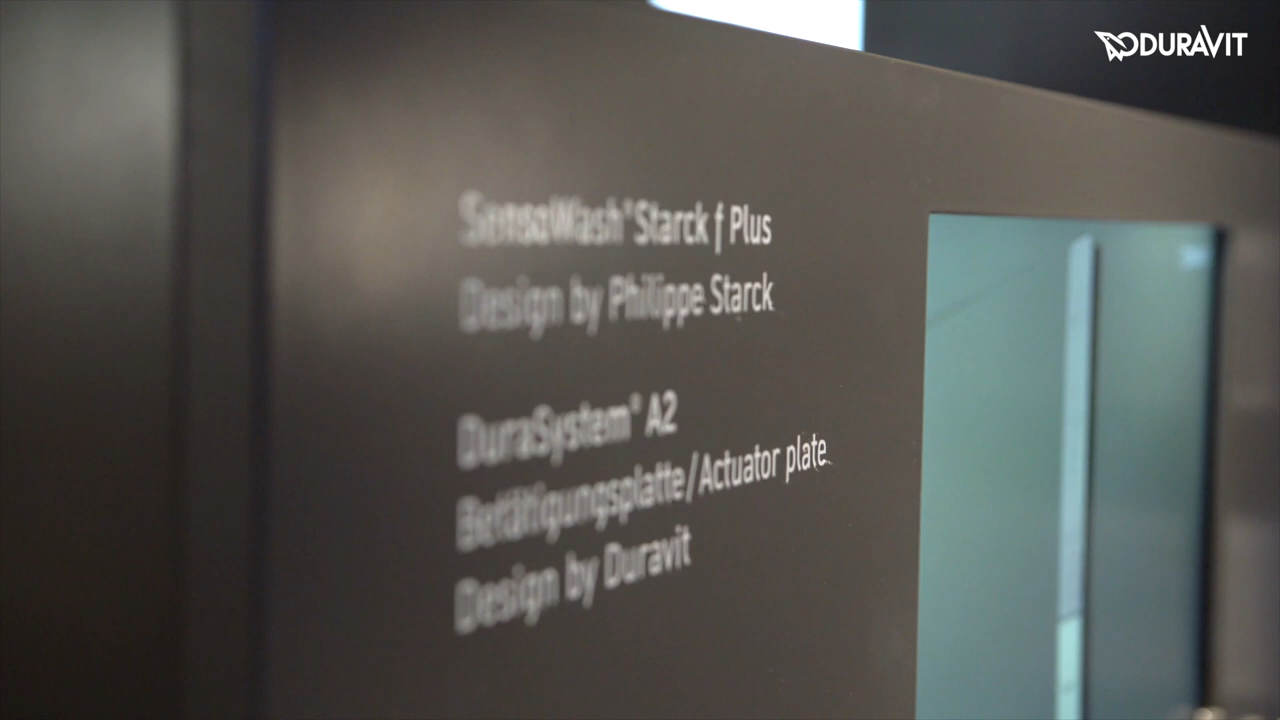 DURAVIT
SensoWash® Starck f Plus
Design by Philippe Starck
DuraSystem® A2
Betätigungsplatte/Actuator plate
Design by Duravit